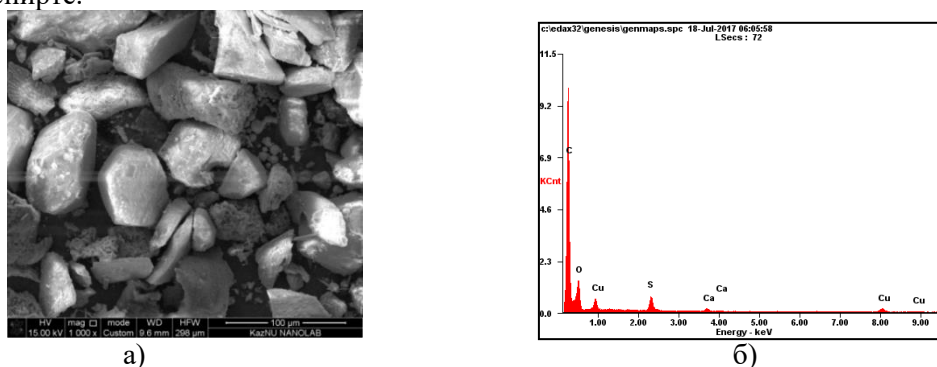 HV
mag □
mode
WD
HFW
100 µm
15.00 kV
1 000 x
Custom
9.6 mm
298 µm
KazNU NANOLAB
а)
c:\edax32\genesis\genmaps.spc 18-Jul-2017 06:05:58
LSecs : 72
11.5
9.2
6.9
KCnt
4.6
2.3
0.0
C
O
Cu
S
Ca
Ca
Cu
Cu
1.00 2.00 3.00 4.00 5.00 6.00 7.00 8.00 9.00
Energy - keV
б)